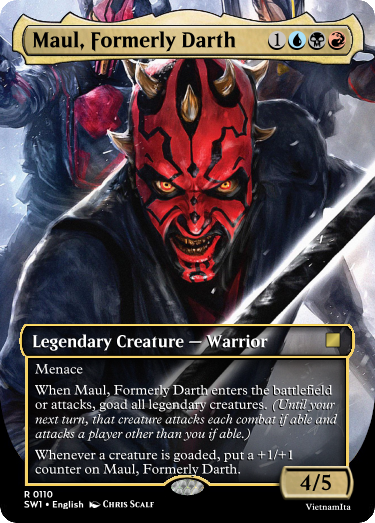 Maul, Formerly Darth 1
Legendary Creature — Warrior
Menace
When Maul, Formerly Darth enters the battlefield
or attacks, goad all legendary creatures. (Until your
next turn, that creature attacks each combat if able and
attacks a player other than you if able.)
Whenever a creature is goaded, put a +1/+1
counter on Maul, Formerly Darth.
4/5
R 0110
SW1 • English Chris Scalf
VietnamIta